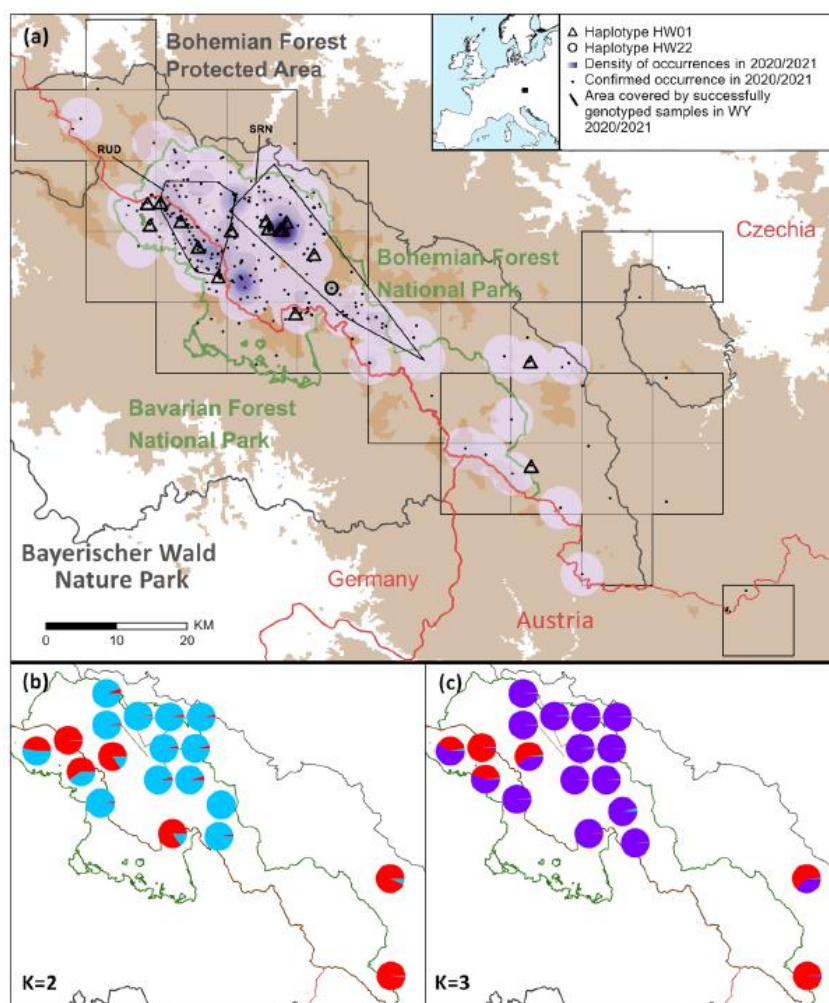 (a)
Bohemian Forest
Protected Area
Haplotype HW01
Haplotype HW22
Density of occurrences in 2020/2021
Confirmed occurrence in 2020/2021
Area covered by successfully
genotyped samples in WY
2020/2021
SRN
RUD
Czechia
Bohemian Forest
National Park
Bavarian Forest
National Park
Bayerischer Wald
Nature Park
Germany
Austria
KM
0 10 20
(b)
(c)
K=2
K=3